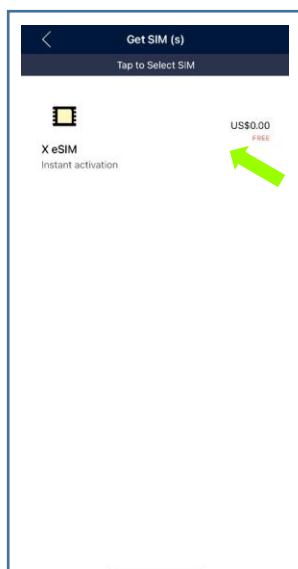 Get SIM (s)
Tap to Select SIM
US$0.00
FREE
X eSIM
Instant activation